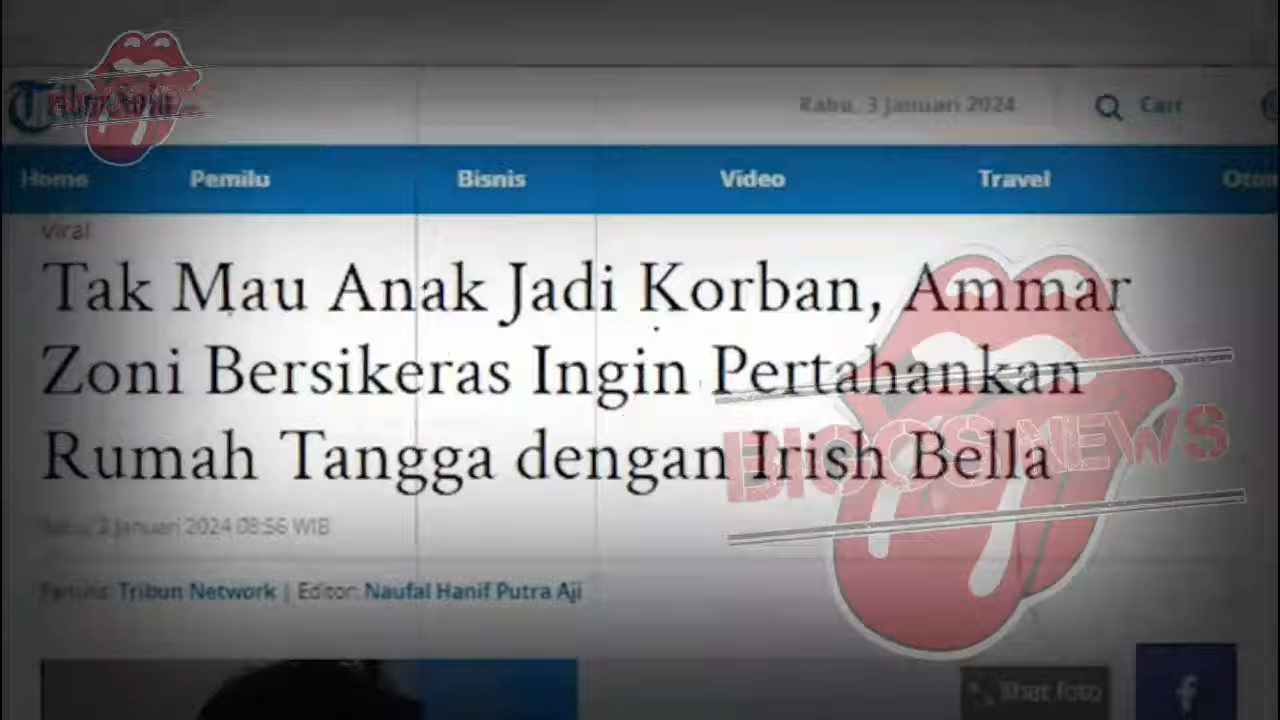 Rabu, 3 Januari 2024
Cari
Home Pemilu Bisnis Video Travel
Viral
Tak Mau Anak Jadi Korban, Ammar
Zoni Bersikeras Ingin Pertahankan
Rumah Tangga dengan Irish Bella
BIOCS NEWS
Rabu, 3 Januari 2024 08:56 WIB
Penulis: Tribun Network | Editor: Naufal Hanif Putra Aji
lihat foto
f